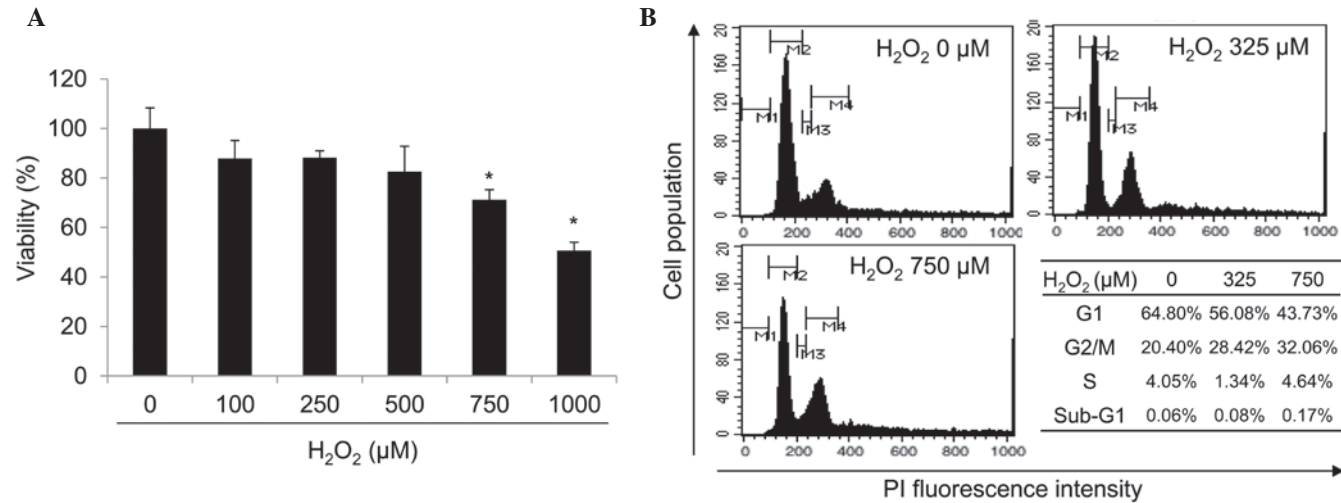 A
Viability (%)
120
100
80
60
40
20
0
0 100 250 500 750 1000
* *
H₂O₂ (µM)
B
Cell population
H₂O₂ 0 µM
160
120
80
40
0
M1 M2 M3 M4
0 200 400 600 800 1000
H₂O₂ 325 µM
160
120
80
40
0
M1 M2 M3 M4
0 200 400 600 800 1000
H₂O₂ 750 µM
160
120
80
40
0
M1 M2 M3 M4
0 200 400 600 800 1000
H₂O₂ (µM) 0 325 750
G1 64.80% 56.08% 43.73%
G2/M 20.40% 28.42% 32.06%
S 4.05% 1.34% 4.64%
Sub-G1 0.06% 0.08% 0.17%
PI fluorescence intensity